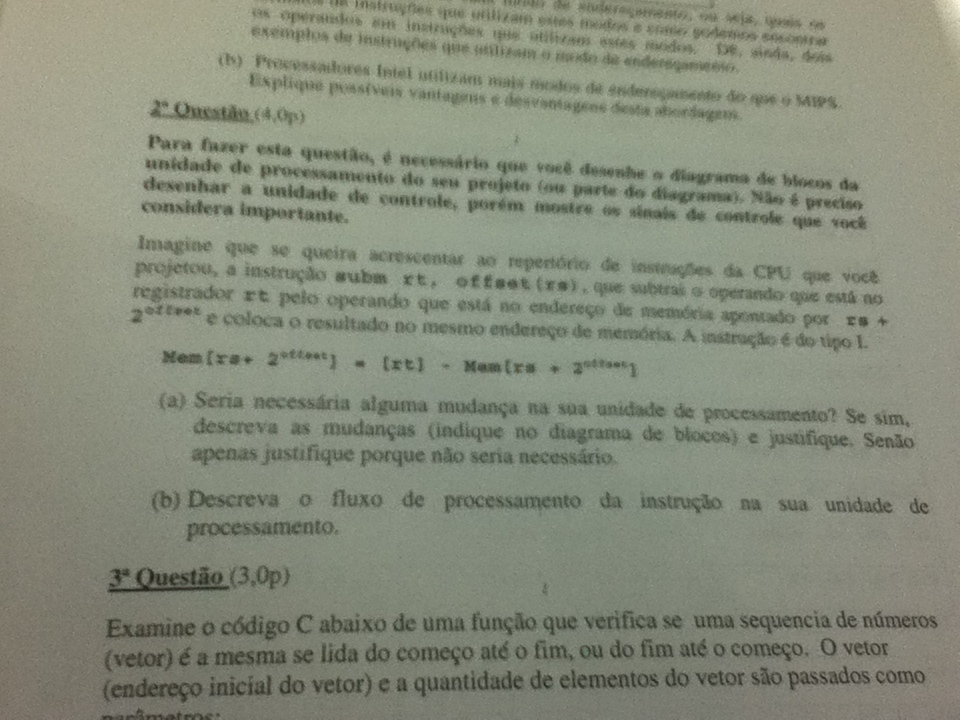 modo de endereçamento, ou seja, quais os
de instruções que utilizam estes modos e como podemos encontrar
os operandos em instruções que utilizam estes modos. Dê, ainda, dois
exemplos de instruções que utilizam o modo de endereçamento.
(b) Processadores Intel utilizam mais modos de endereçamento do que o MIPS.
Explique possíveis vantagens e desvantagens desta abordagem.
2ª Questão (4,0p)
Para fazer esta questão, é necessário que você desenhe o diagrama de blocos da
unidade de processamento do seu projeto (ou parte do diagrama). Não é preciso
desenhar a unidade de controle, porém mostre os sinais de controle que você
considera importante.
Imagine que se queira acrescentar ao repertório de instruções da CPU que você
projetou, a instrução subm rt, offset(rs), que subtrai o operando que está no
registrador rt pelo operando que está no endereço de memória apontado por rs +
2^offset e coloca o resultado no mesmo endereço de memória. A instrução é do tipo I.
Mem[rs+ 2^offset] = [rt] - Mem[rs + 2^offset]
(a) Seria necessária alguma mudança na sua unidade de processamento? Se sim,
descreva as mudanças (indique no diagrama de blocos) e justifique. Senão
apenas justifique porque não seria necessário.
(b) Descreva o fluxo de processamento da instrução na sua unidade de
processamento.
3ª Questão (3,0p)
Examine o código C abaixo de uma função que verifica se uma sequencia de números
(vetor) é a mesma se lida do começo até o fim, ou do fim até o começo. O vetor
(endereço inicial do vetor) e a quantidade de elementos do vetor são passados como
parâmetros: